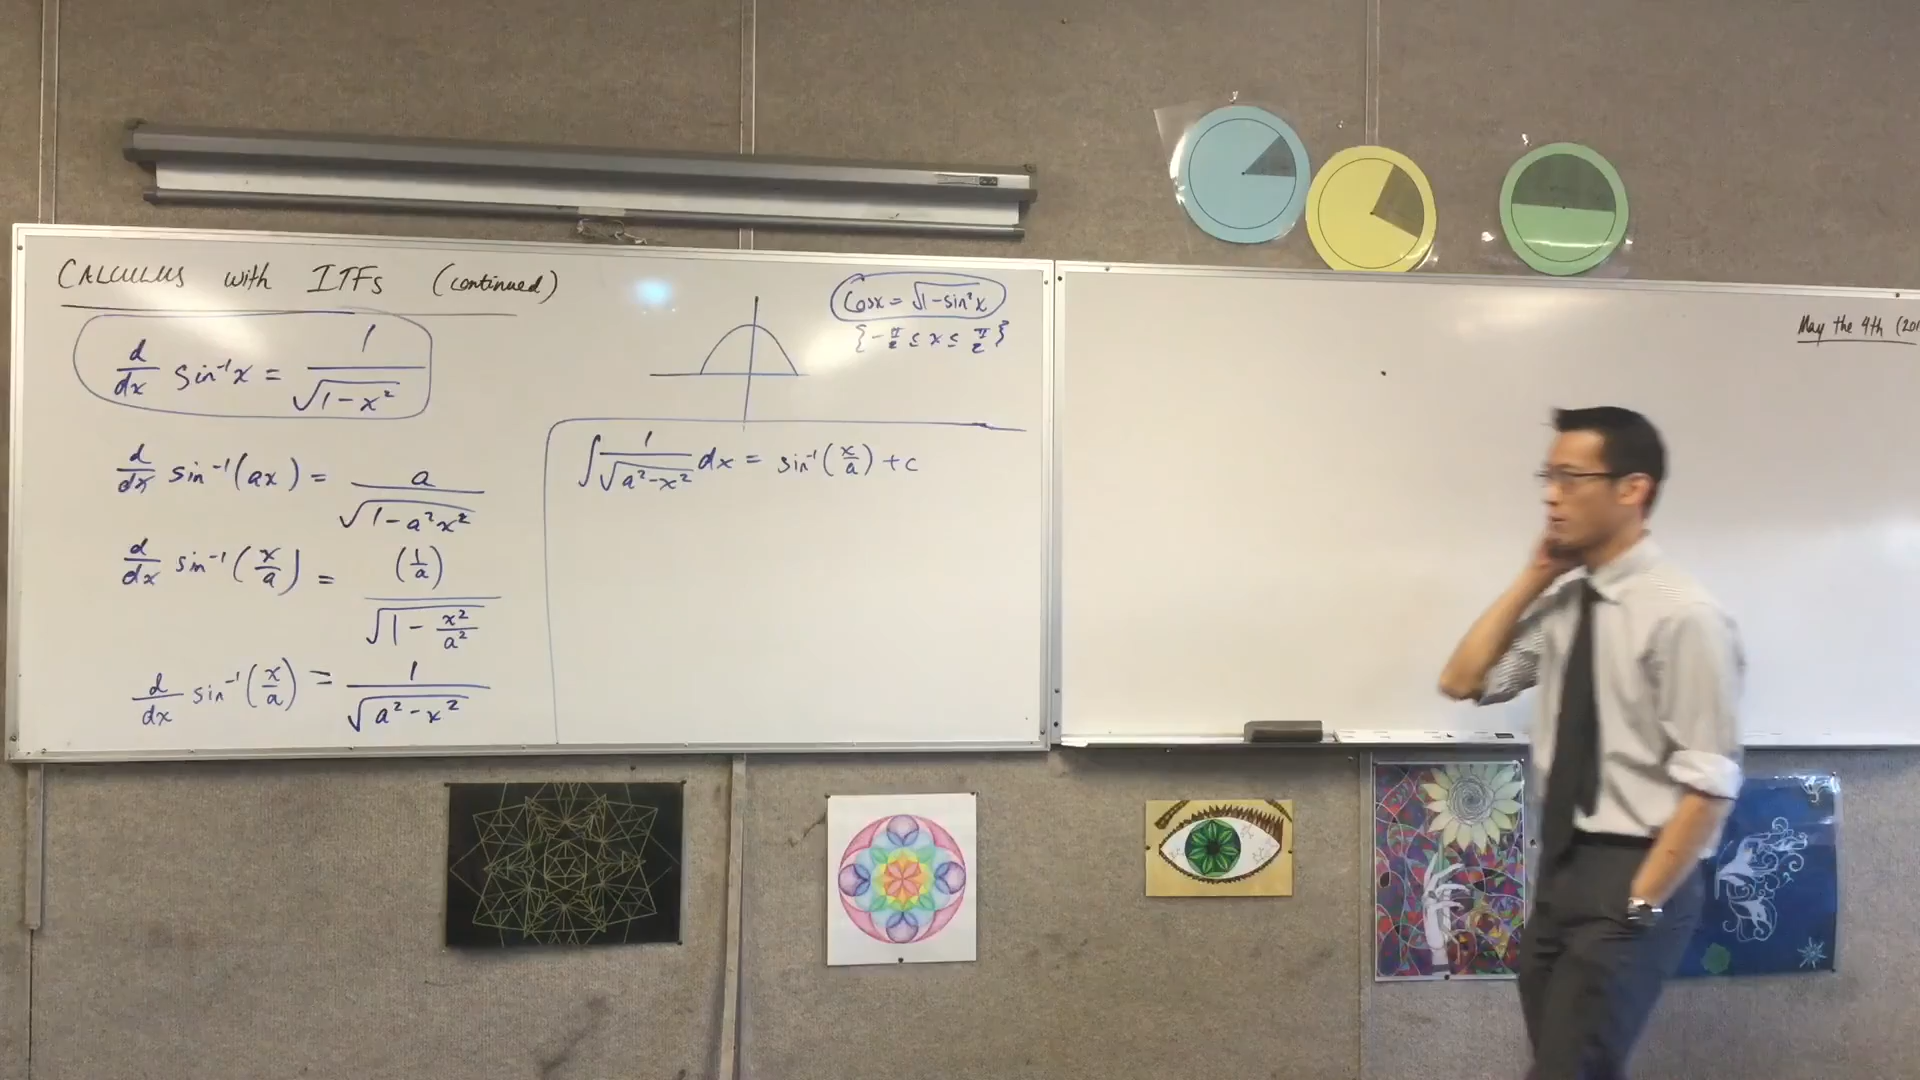 CALCULUS with ITFs (continued)
d/dx sin⁻¹x = 1/√(1-x²)
d/dx sin⁻¹(ax) = a/√(1-a²x²)
d/dx sin⁻¹(x/a) = (1/a)/√(1-x²/a²)
d/dx sin⁻¹(x/a) = 1/√(a²-x²)
Cosx = √(1-sin²x)
{-π/2 ≤ x ≤ π/2}
∫ 1/√(a²-x²) dx = sin⁻¹(x/a) + c
May the 4th (201